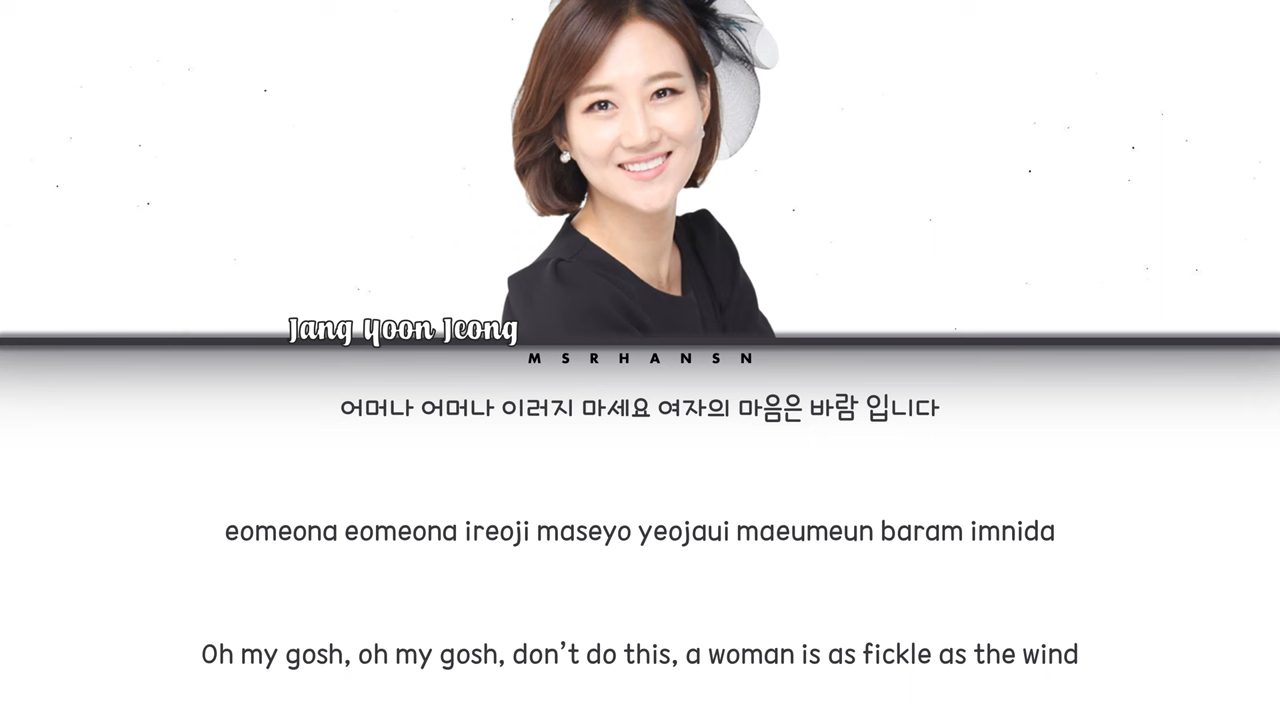 Jang Yoon Jeong
MSRHANSN
어머나 어머나 이러지 마세요 여자의 마음은 바람 입니다
eomeona eomeona ireoji maseyo yeojaui maeumeun baram imnida
Oh my gosh, oh my gosh, don’t do this, a woman is as fickle as the wind